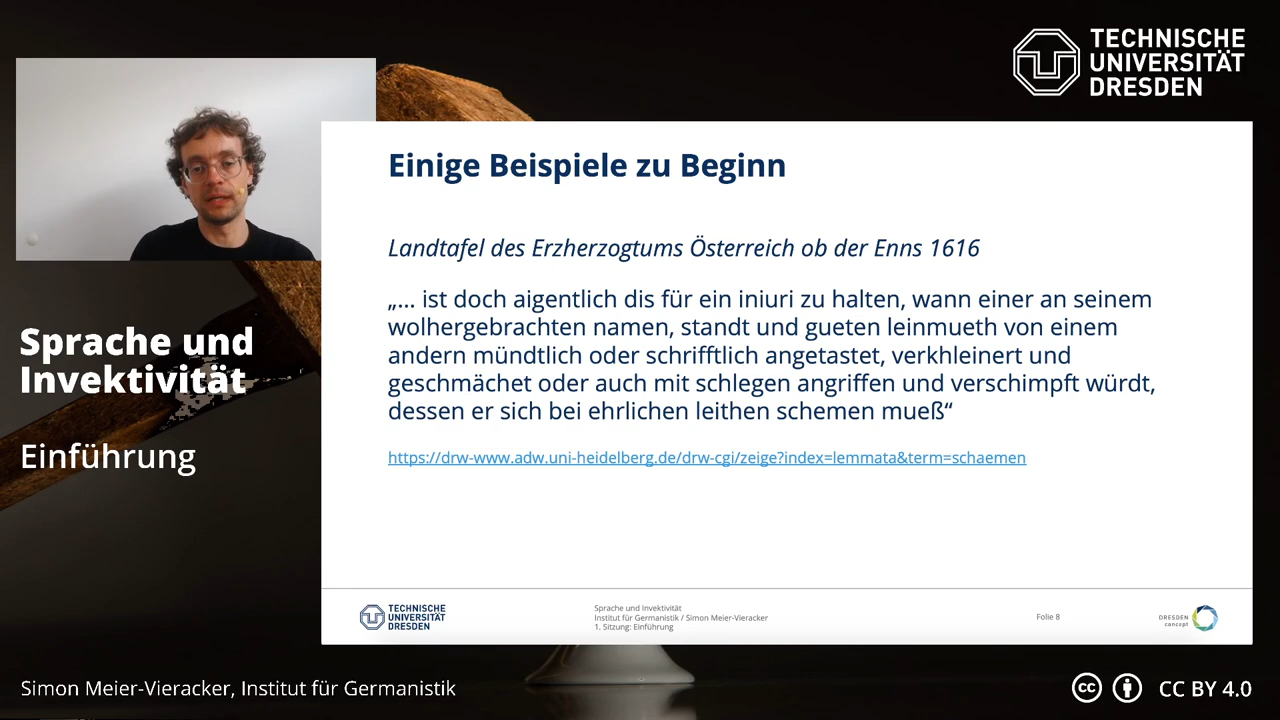 TECHNISCHE
UNIVERSITÄT
DRESDEN
Einige Beispiele zu Beginn
Landtafel des Erzherzogtums Österreich ob der Enns 1616
„... ist doch aigentlich dis für ein iniuri zu halten, wann einer an seinem
wolhergebrachten namen, standt und gueten leinmueth von einem
andern mündtlich oder schrifftlich angetastet, verkhleinert und
geschmächet oder auch mit schlegen angriffen und verschimpft würdt,
dessen er sich bei ehrlichen leithen schemen mueß“
https://drw-www.adw.uni-heidelberg.de/drw-cgi/zeige?index=lemmata&term=schaemen
Sprache und
Invektivität
Einführung
TECHNISCHE
UNIVERSITÄT
DRESDEN
Sprache und Invektivität
Institut für Germanistik / Simon Meier-Vieracker
1. Sitzung: Einführung
Folie 8
DRESDEN
concept
Simon Meier-Vieracker, Institut für Germanistik
cc
CC BY 4.0